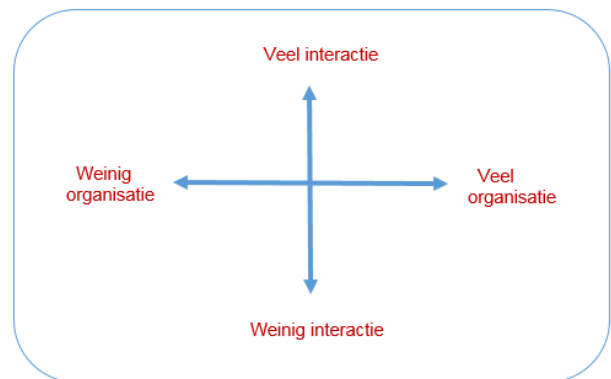 Veel interactie
Weinig
organisatie
Veel
organisatie
Weinig interactie